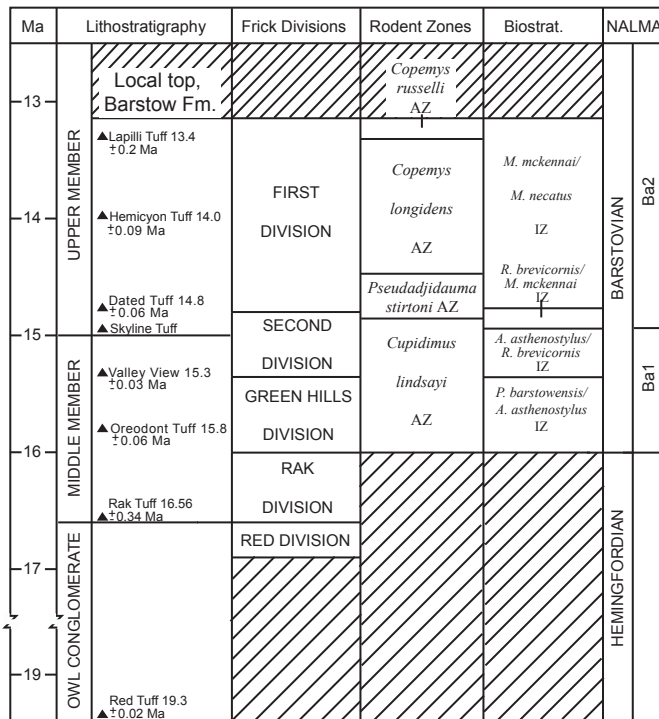 Ma
Lithostratigraphy
Frick Divisions
Rodent Zones
Biostrat.
NALMA
13
14
15
16
17
19
UPPER MEMBER
MIDDLE MEMBER
OWL CONGLOMERATE
Local top,
Barstow Fm.
Lapilli Tuff 13.4
±0.2 Ma
Hemicyon Tuff 14.0
±0.09 Ma
Dated Tuff 14.8
±0.06 Ma
Skyline Tuff
Valley View 15.3
±0.03 Ma
Oreodont Tuff 15.8
±0.06 Ma
Rak Tuff 16.56
±0.34 Ma
Red Tuff 19.3
±0.02 Ma
FIRST
DIVISION
SECOND
DIVISION
GREEN HILLS
DIVISION
RAK
DIVISION
RED DIVISION
Copemys
russelli
AZ
Copemys
longidens
AZ
Pseudadjidauma
stirtoni AZ
Cupidimus
lindsayi
AZ
M. mckennai/
M. necatus
IZ
R. brevicornis/
M. mckennai
IZ
A. asthenostylus/
R. brevicornis
IZ
P. barstowensis/
A. asthenostylus
IZ
BARSTOVIAN
HEMINGFORDIAN
Ba2
Ba1